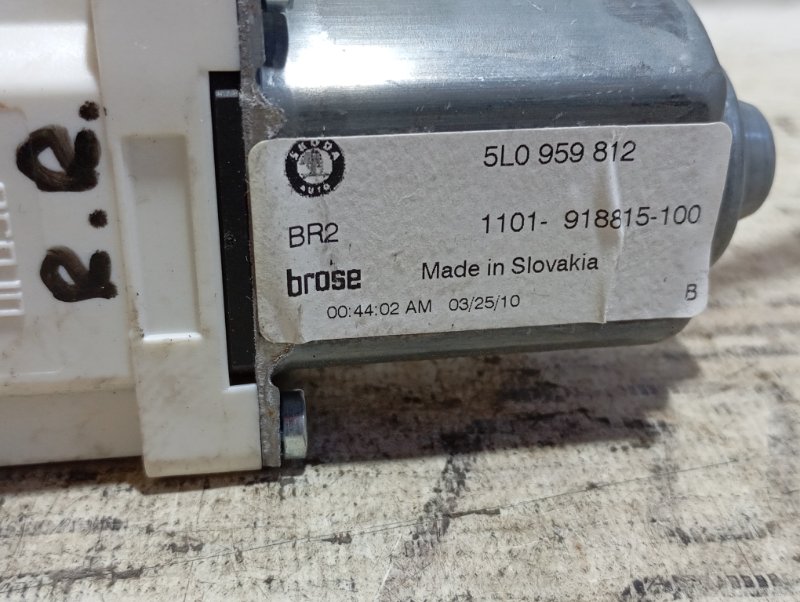 R.R.
ŠKODA
AUTO
5L0 959 812
BR2
1101- 918815-100
brose
Made in Slovakia
00:44:02 AM 03/25/10
B